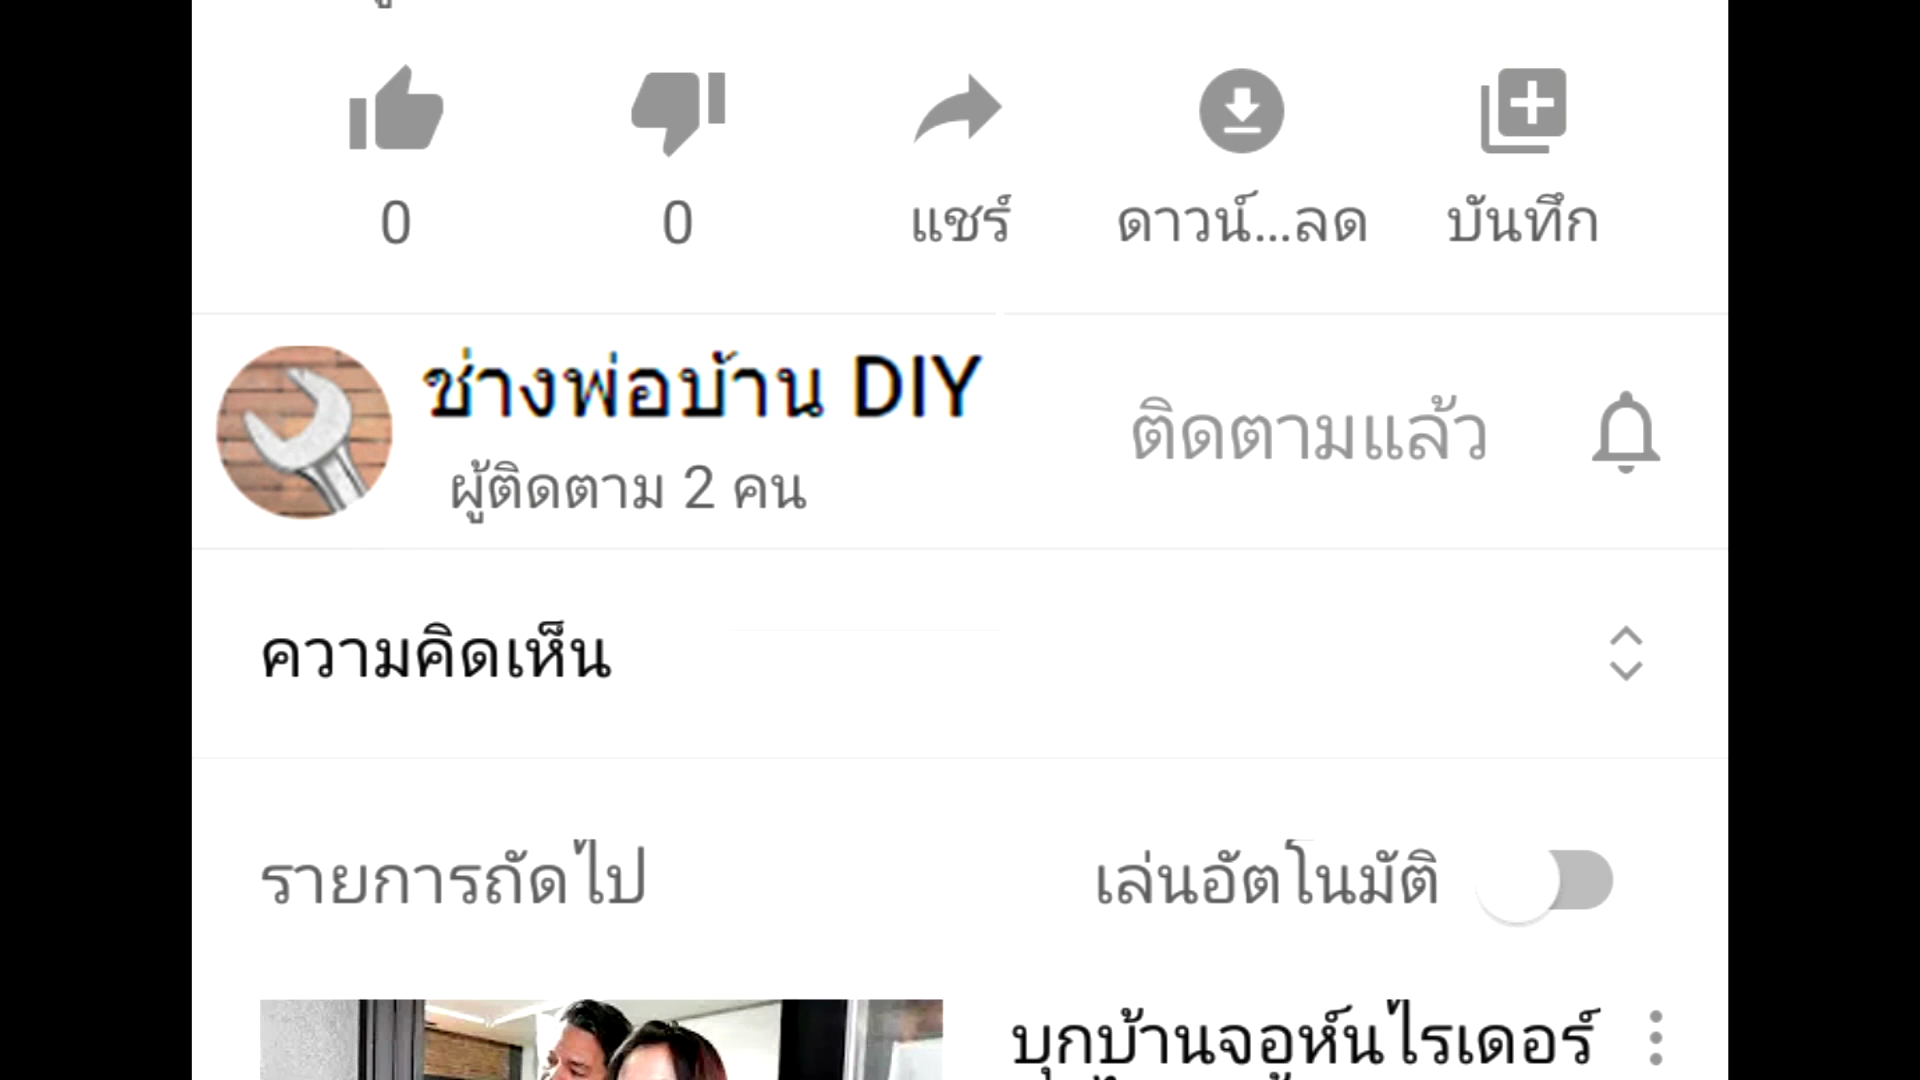 0 0 แชร์ ดาวน์...ลด บันทึก
ช่างพ่อบ้าน DIY
ติดตามแล้ว
ผู้ติดตาม 2 คน
ความคิดเห็น
รายการถัดไป เล่นอัตโนมัติ
บุกบ้านจอห์นไรเดอร์